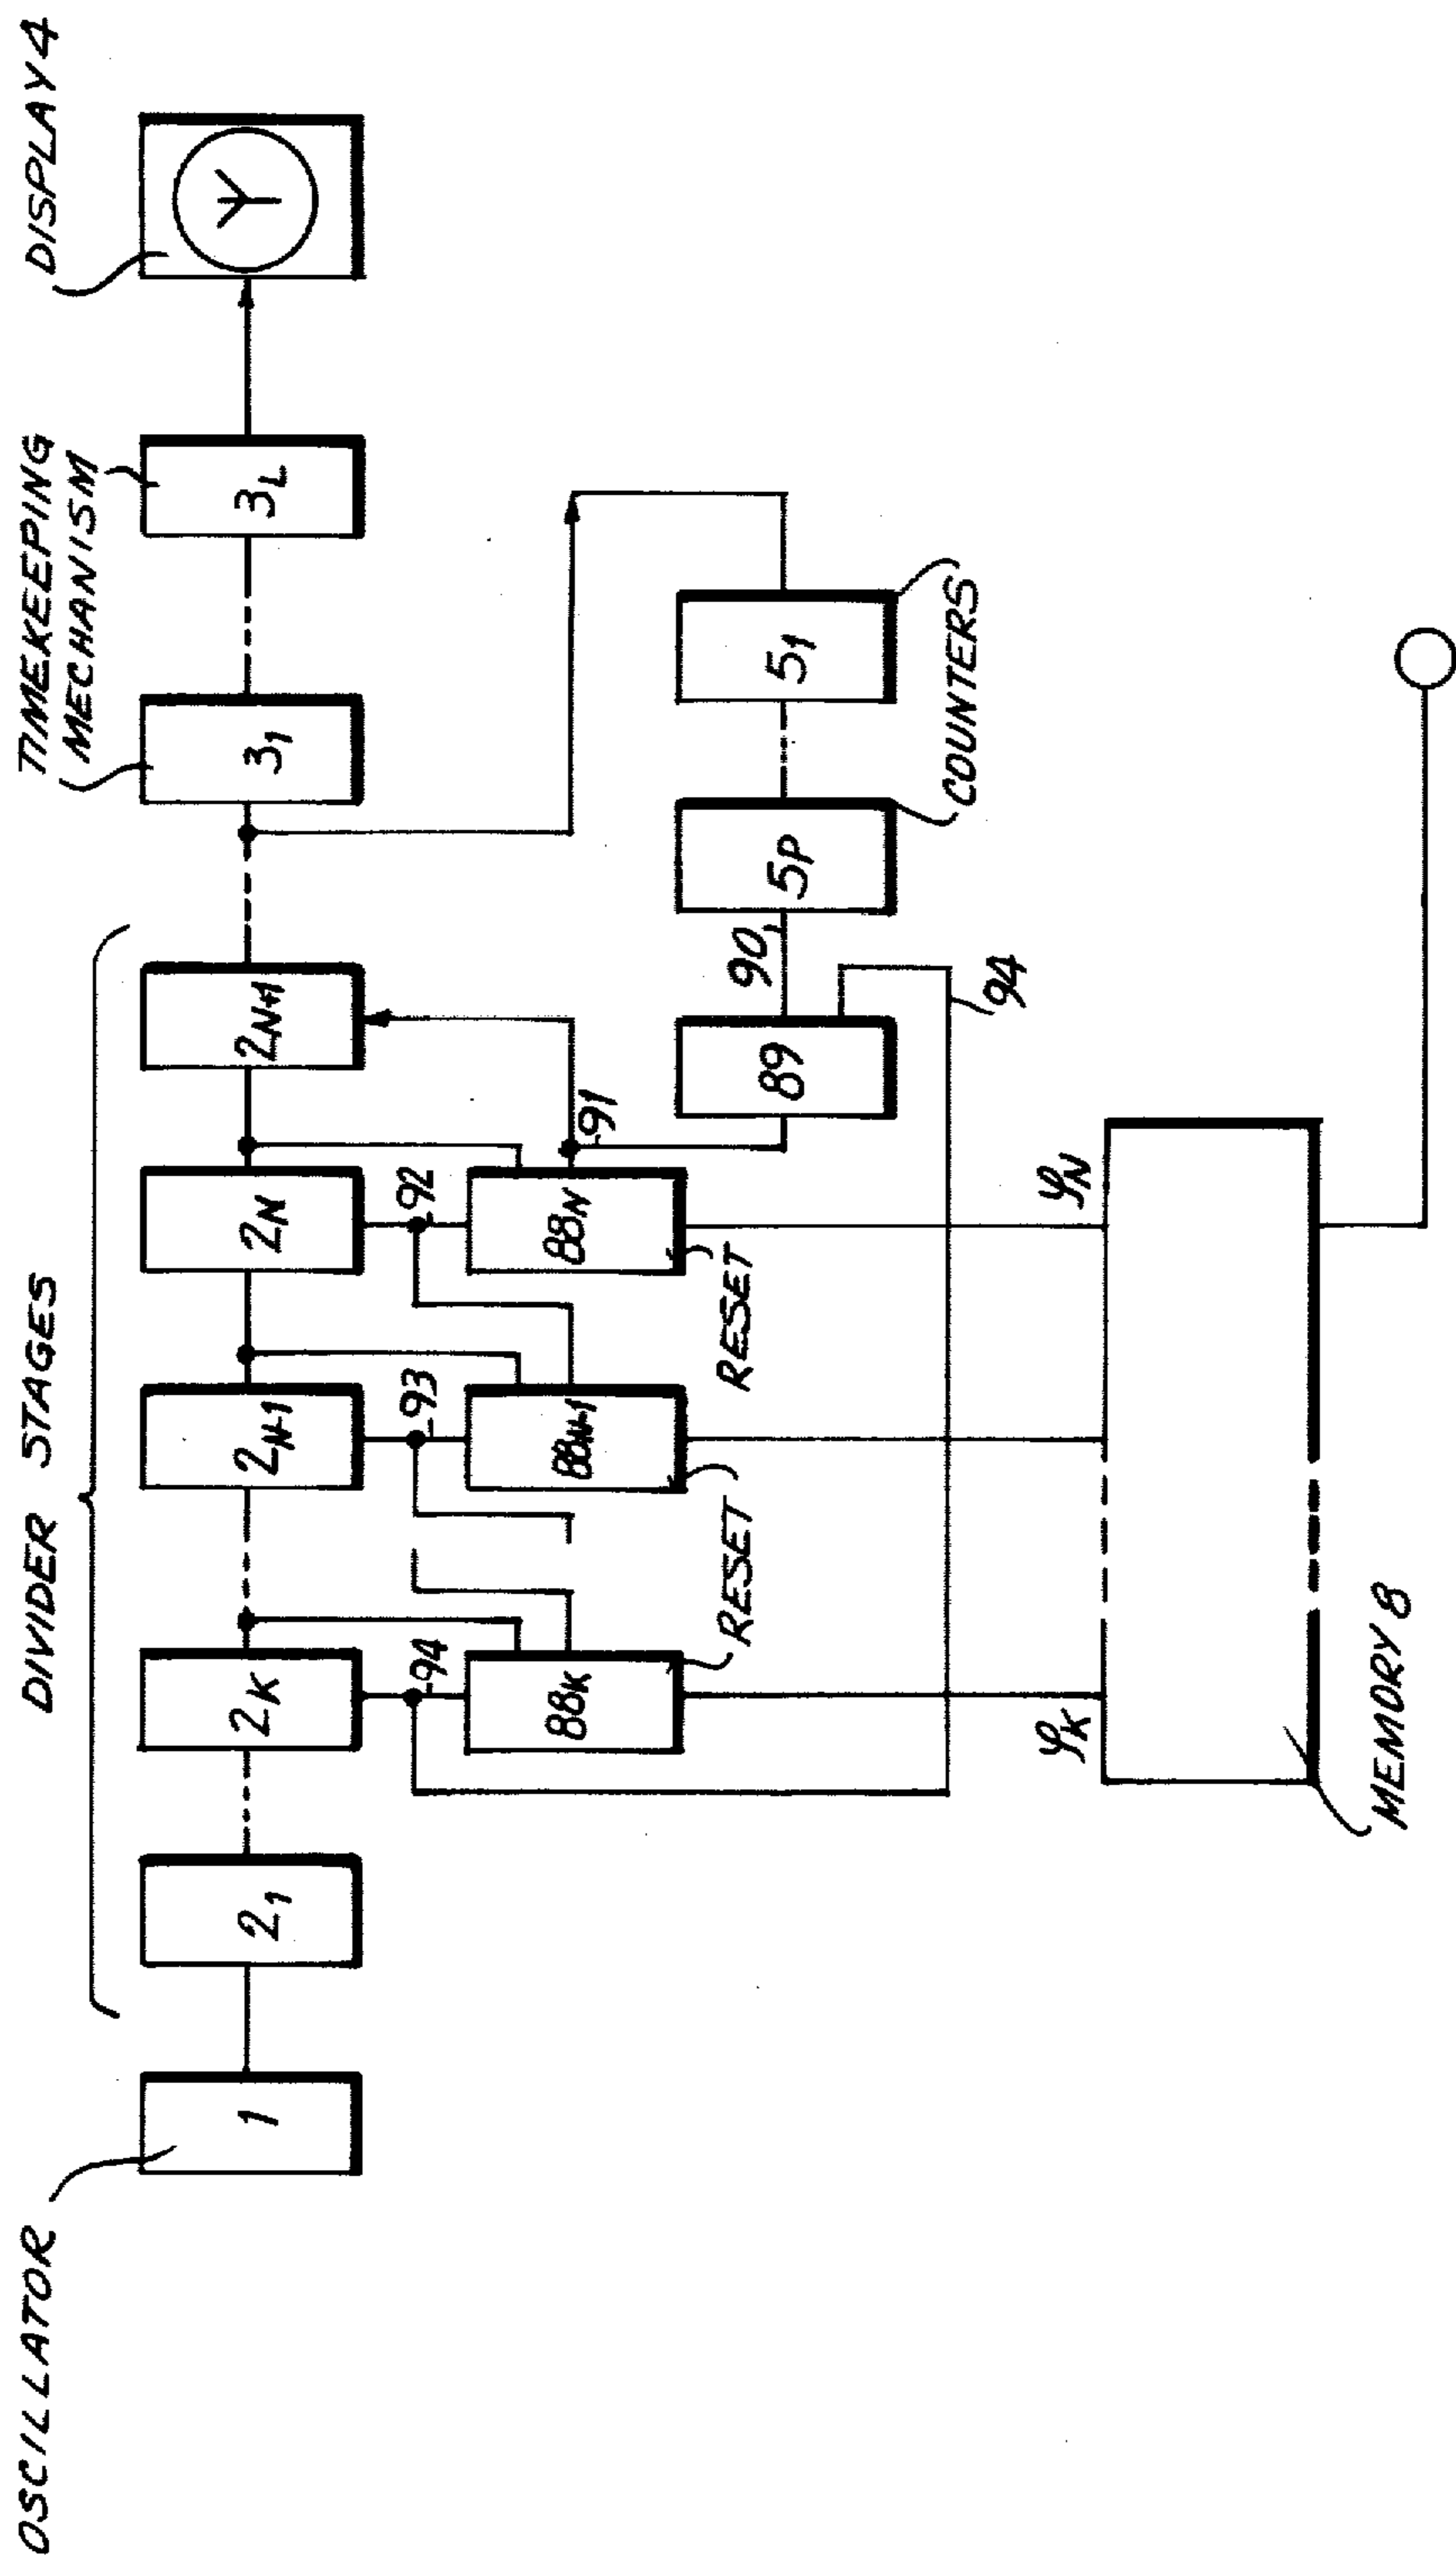 OSCILLATOR
DIVIDER STAGES
TIMEKEEPING
MECHANISM
DISPLAY 4
1
2₁
2K
2N-1
2N
2N+1
3₁
3L
94
93
92
91
88K
88N-1
88N
89
90
5P
5₁
RESET
RESET
94
COUNTERS
φK
φN
MEMORY 8